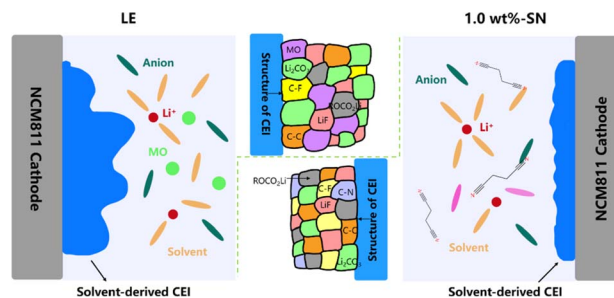 LE
NCM811 Cathode
Anion
Li⁺
MO
Solvent
Solvent-derived CEI
Structure of CEI
MO
Li₂CO₃
C-F
ROCO₂Li
LiF
C-C
ROCO₂Li
C-F
C-N
LiF
C-C
Li₂CO₃
Structure of CEI
1.0 wt%-SN
Anion
Li⁺
Solvent
Solvent-derived CEI
NCM811 Cathode